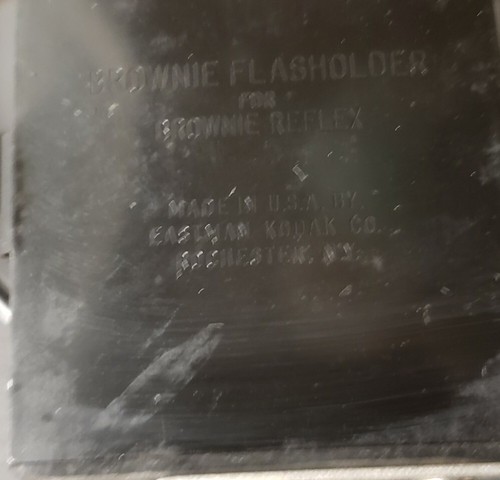 BROWNIE FLASHOLDER
FOR
BROWNIE REFLEX
MADE IN U.S.A. BY
EASTMAN KODAK CO.
ROCHESTER, N.Y.